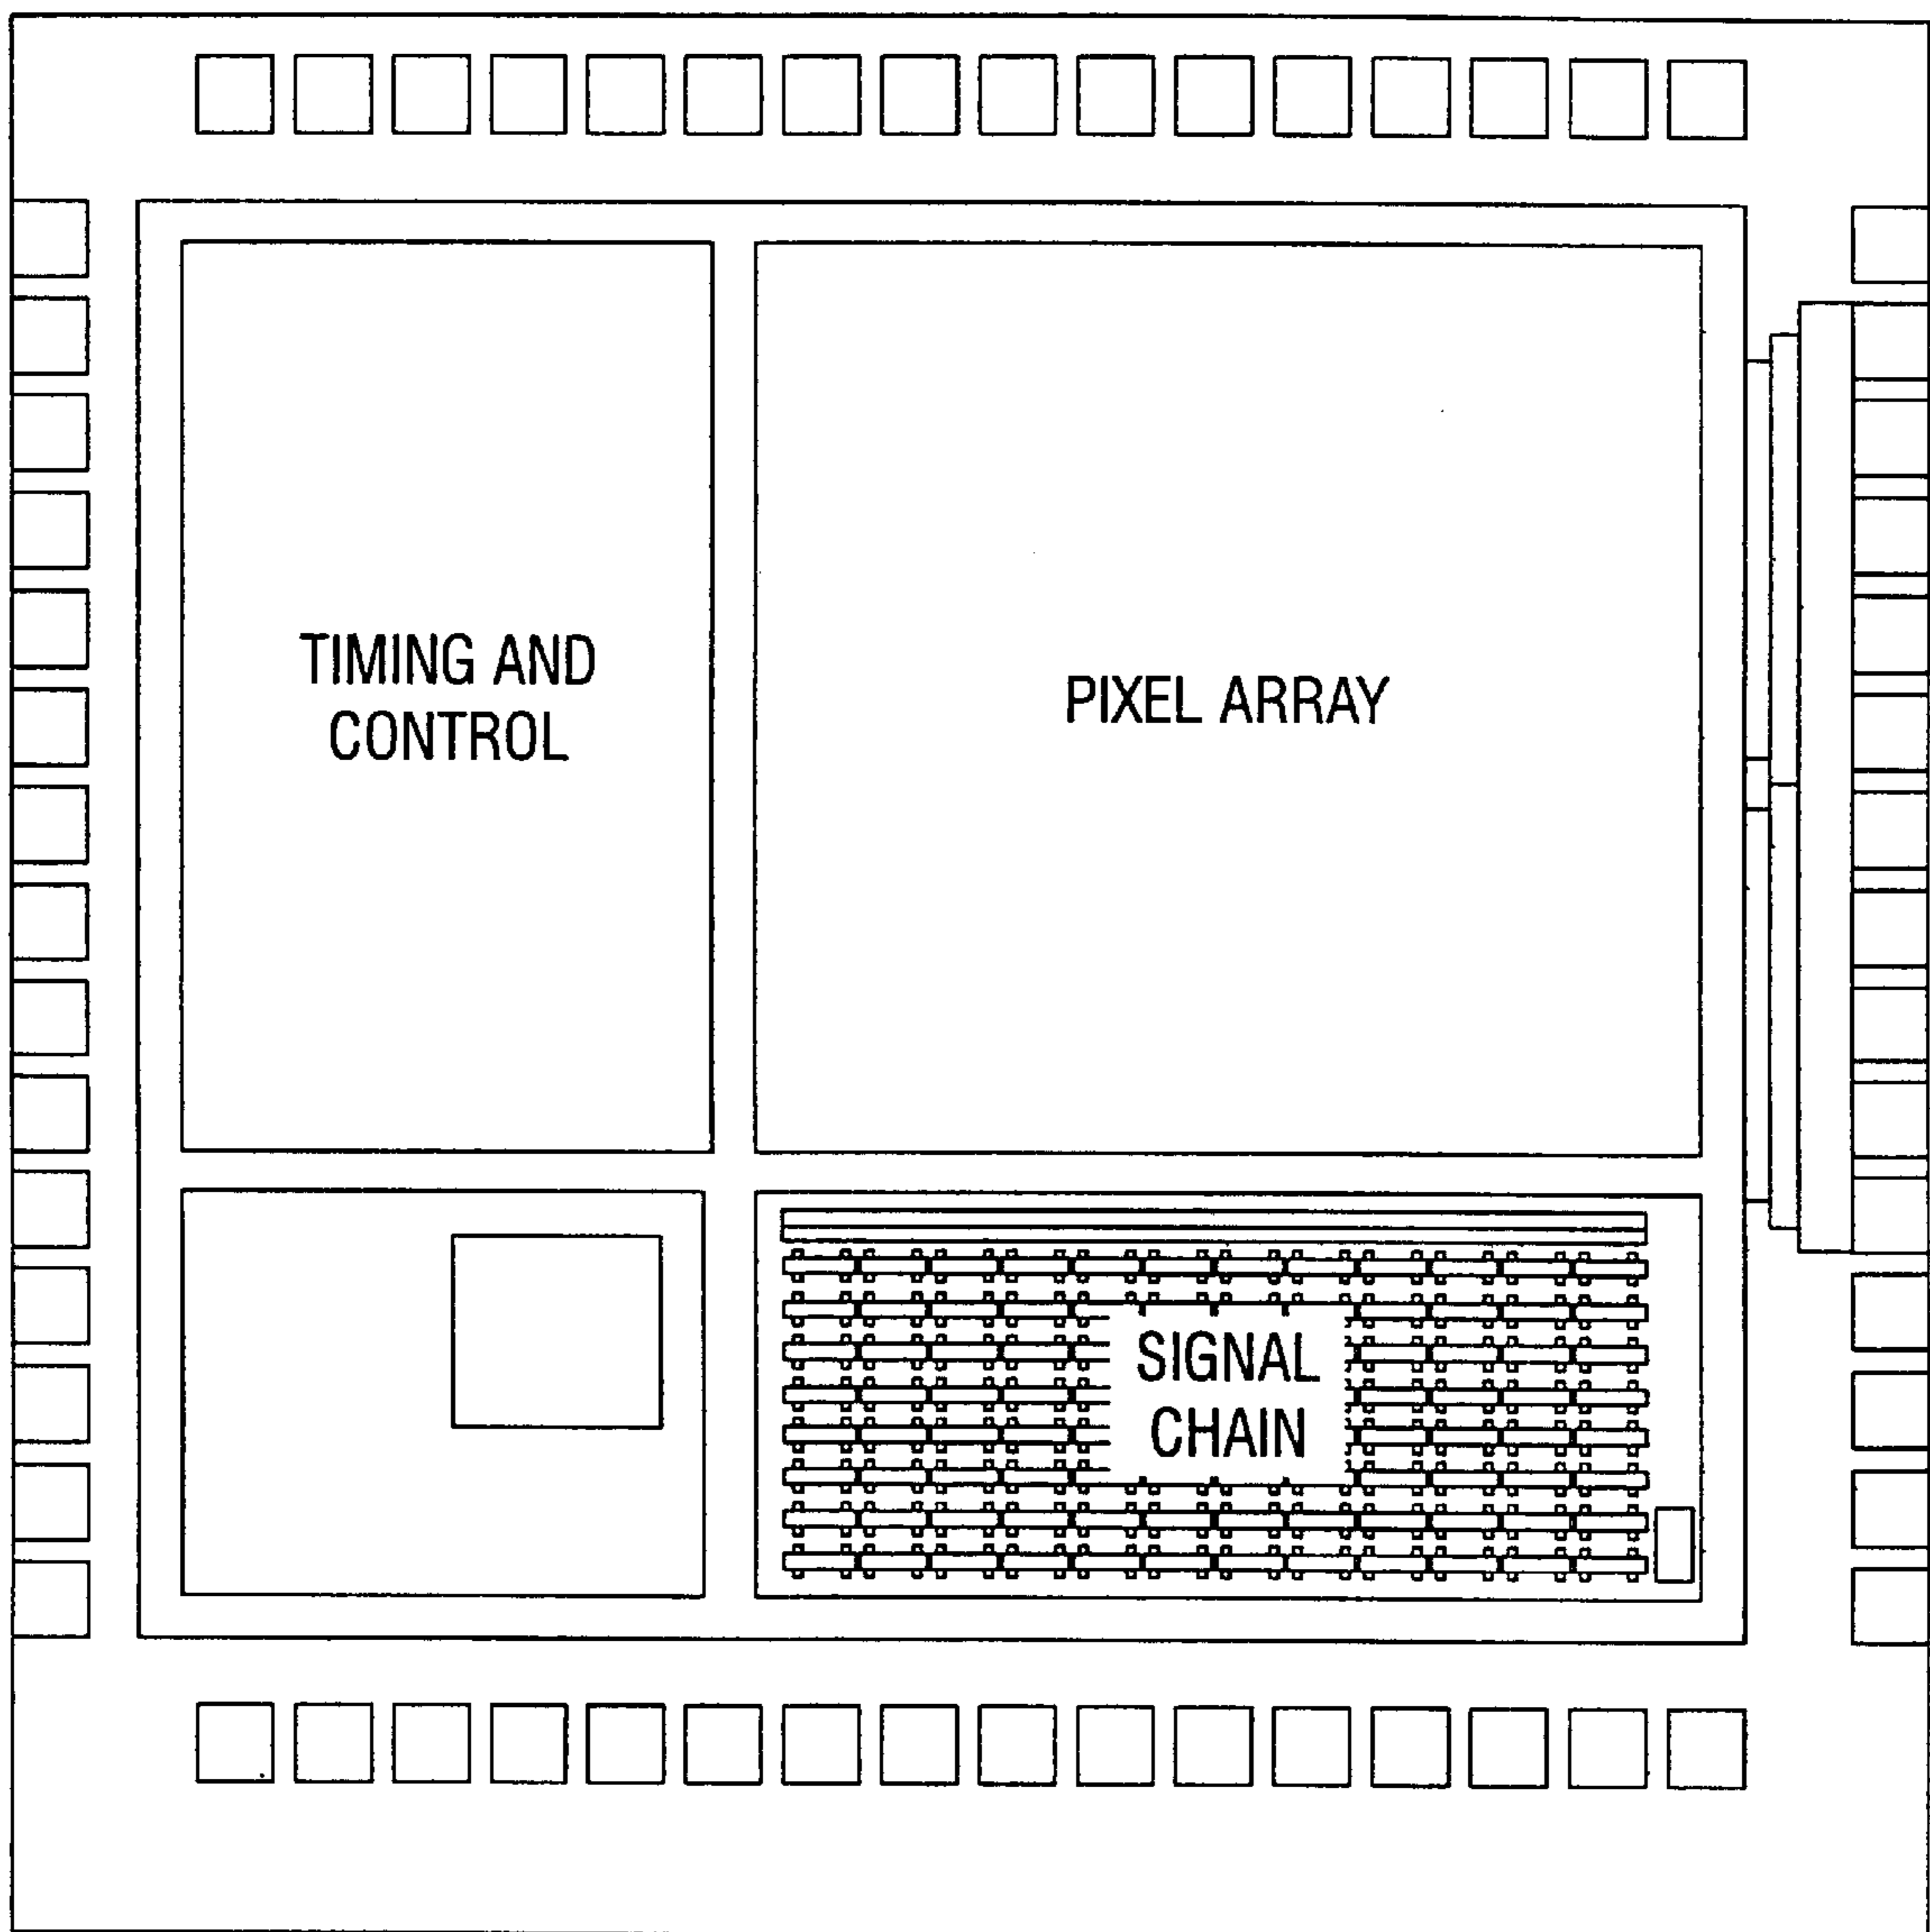 TIMING AND
CONTROL
PIXEL ARRAY
SIGNAL
CHAIN